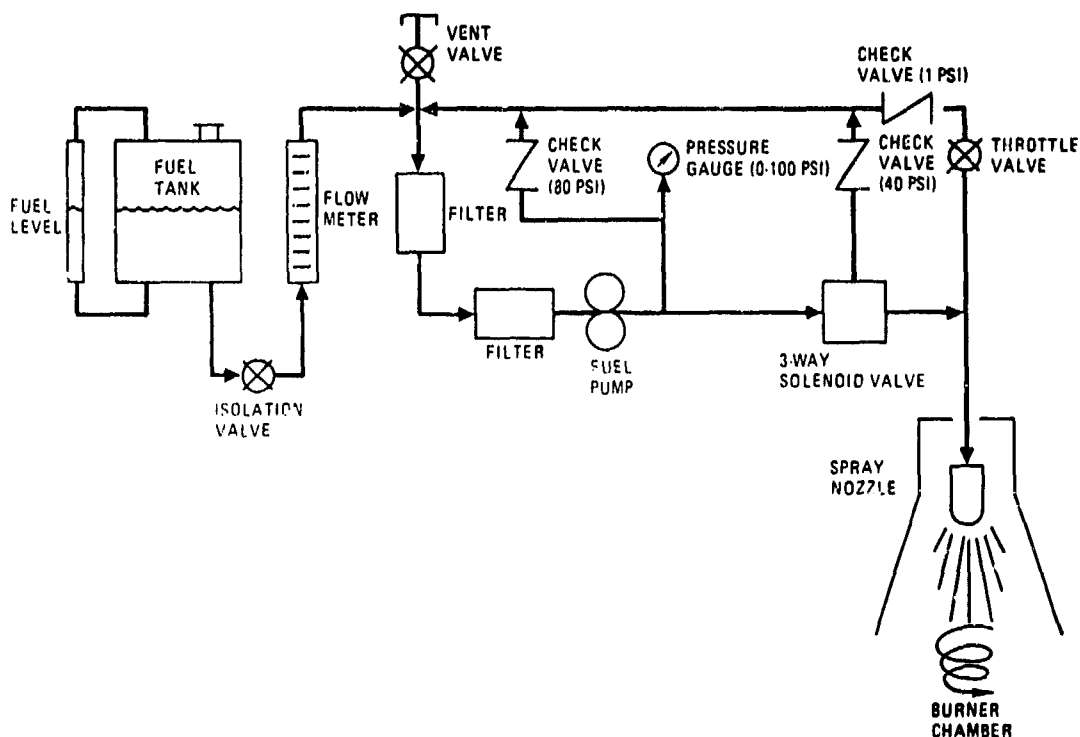 VENT
VALVE
CHECK
VALVE (1 PSI)
FUEL
TANK
FUEL
LEVEL
FLOW
METER
FILTER
CHECK
VALVE
(80 PSI)
PRESSURE
GAUGE (0-100 PSI)
CHECK
VALVE
(40 PSI)
THROTTLE
VALVE
FILTER
FUEL
PUMP
3-WAY
SOLENOID VALVE
ISOLATION
VALVE
SPRAY
NOZZLE
BURNER
CHAMBER